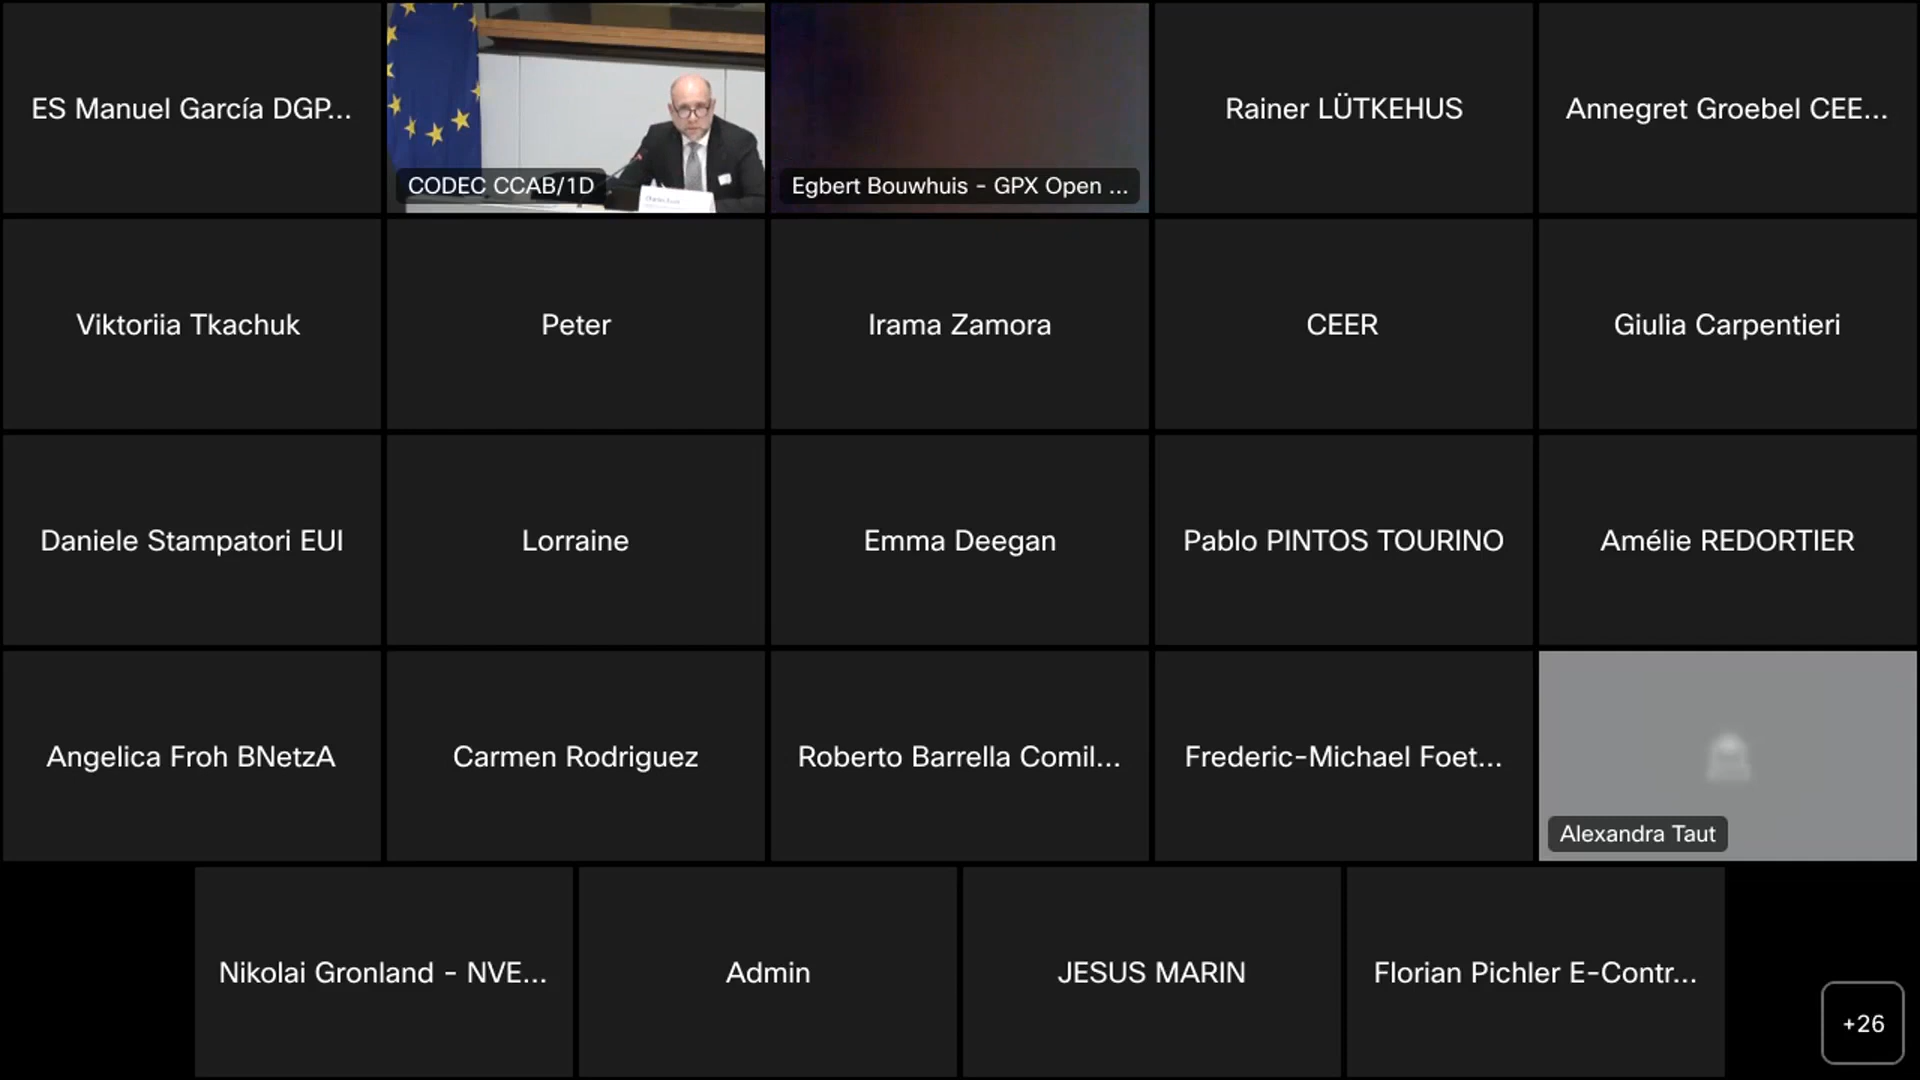 ES Manuel García DGP...
CODEC CCAB/1D
Egbert Bouwhuis - GPX Open ...
Rainer LÜTKEHUS
Annegret Groebel CEE...
Viktoriia Tkachuk
Peter
Irama Zamora
CEER
Giulia Carpentieri
Daniele Stampatori EUI
Lorraine
Emma Deegan
Pablo PINTOS TOURINO
Amélie REDORTIER
Angelica Froh BNetzA
Carmen Rodriguez
Roberto Barrella Comil...
Frederic-Michael Foet...
Alexandra Taut
Nikolai Gronland - NVE...
Admin
JESUS MARIN
Florian Pichler E-Contr...
+26